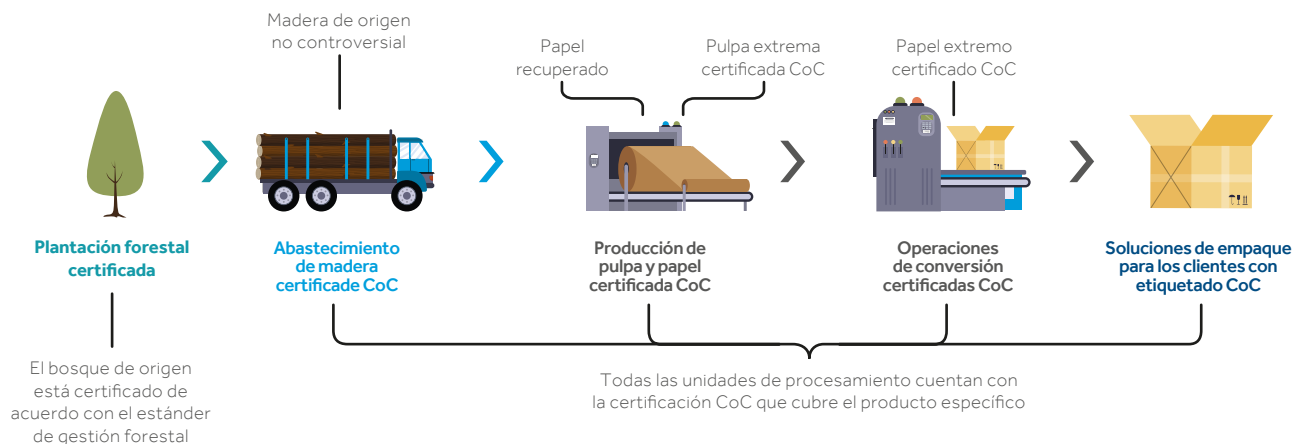 Madera de origen
no controversial
Papel
recuperado
Pulpa extrema
certificada CoC
Papel extremo
certificado CoC
Plantación forestal
certificada
Abastecimiento
de madera
certificade CoC
Producción de
pulpa y papel
certificada CoC
Operaciones
de conversión
certificadas CoC
Soluciones de empaque
para los clientes con
etiquetado CoC
El bosque de origen
está certificado de
acuerdo con el estánder
de gestión forestal
Todas las unidades de procesamiento cuentan con
la certificación CoC que cubre el producto específico